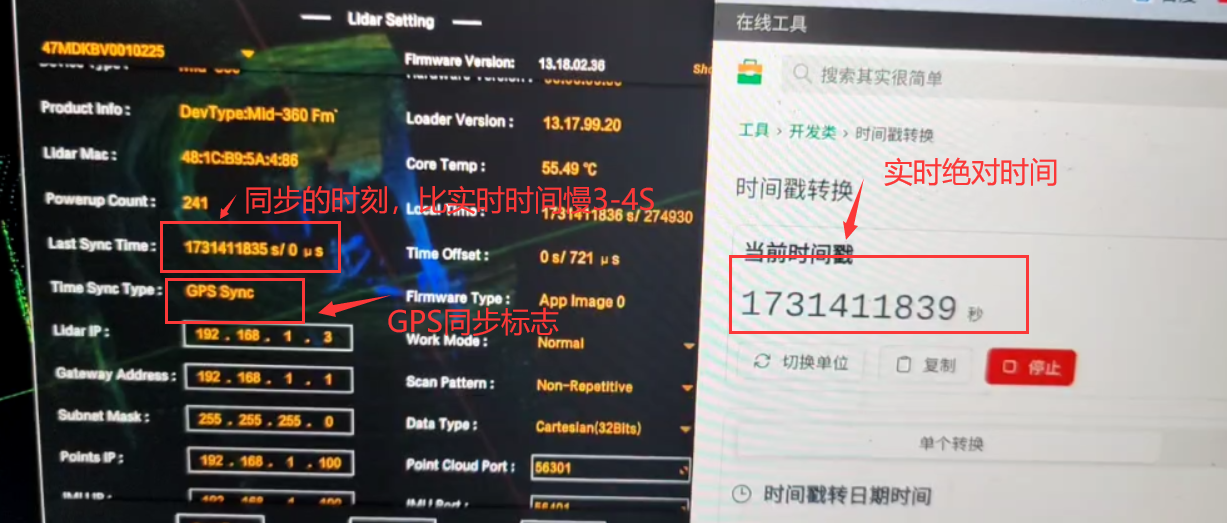 Lidar Setting
47MDKBV0010225
Firmware Version: 13.18.02.36
Product Info: DevType:Mid-360 Fm
Loader Version: 13.17.99.20
Lidar Mac: 48:1C:B9:5A:4:86
Core Temp: 55.49 ℃
Powerup Count: 241
同步的时刻，比实时时间慢3-4S
Local Time: 1731411836 s/ 274930
Last Sync Time: 1731411835 s/ 0 μs
Time Offset: 0 s/ 721 μs
Time Sync Type: GPS Sync
Firmware Type: App Image 0
GPS同步标志
Lidar IP: 192 . 168 . 1 . 3
Work Mode: Normal
Gateway Address: 192 . 168 . 1 . 1
Scan Pattern: Non-Repetitive
Subnet Mask: 255 . 255 . 255 . 0
Data Type: Cartesian(32Bits)
Points IP: 192 . 168 . 1 . 100
Point Cloud Port: 56301
在线工具
搜索其实很简单
工具 › 开发类 › 时间戳转换
实时绝对时间
时间戳转换
当前时间戳
1731411839 秒
切换单位 复制 停止
单个转换
时间戳转日期时间